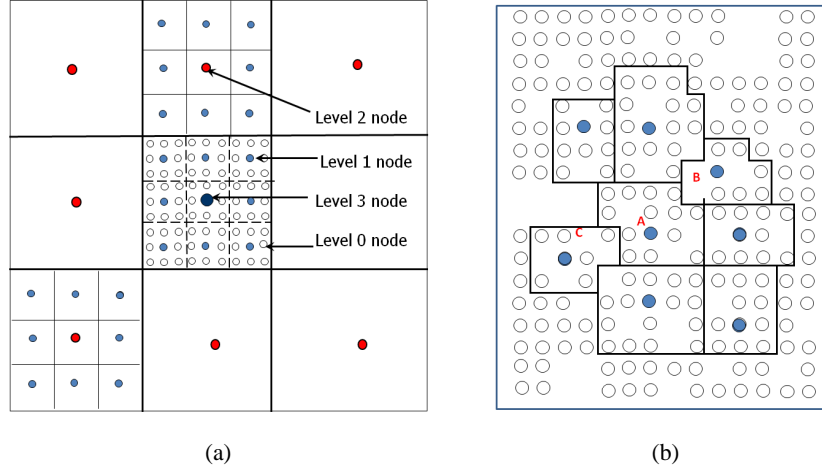 Level 2 node
Level 1 node
Level 3 node
Level 0 node
B
A
C
(a)
(b)